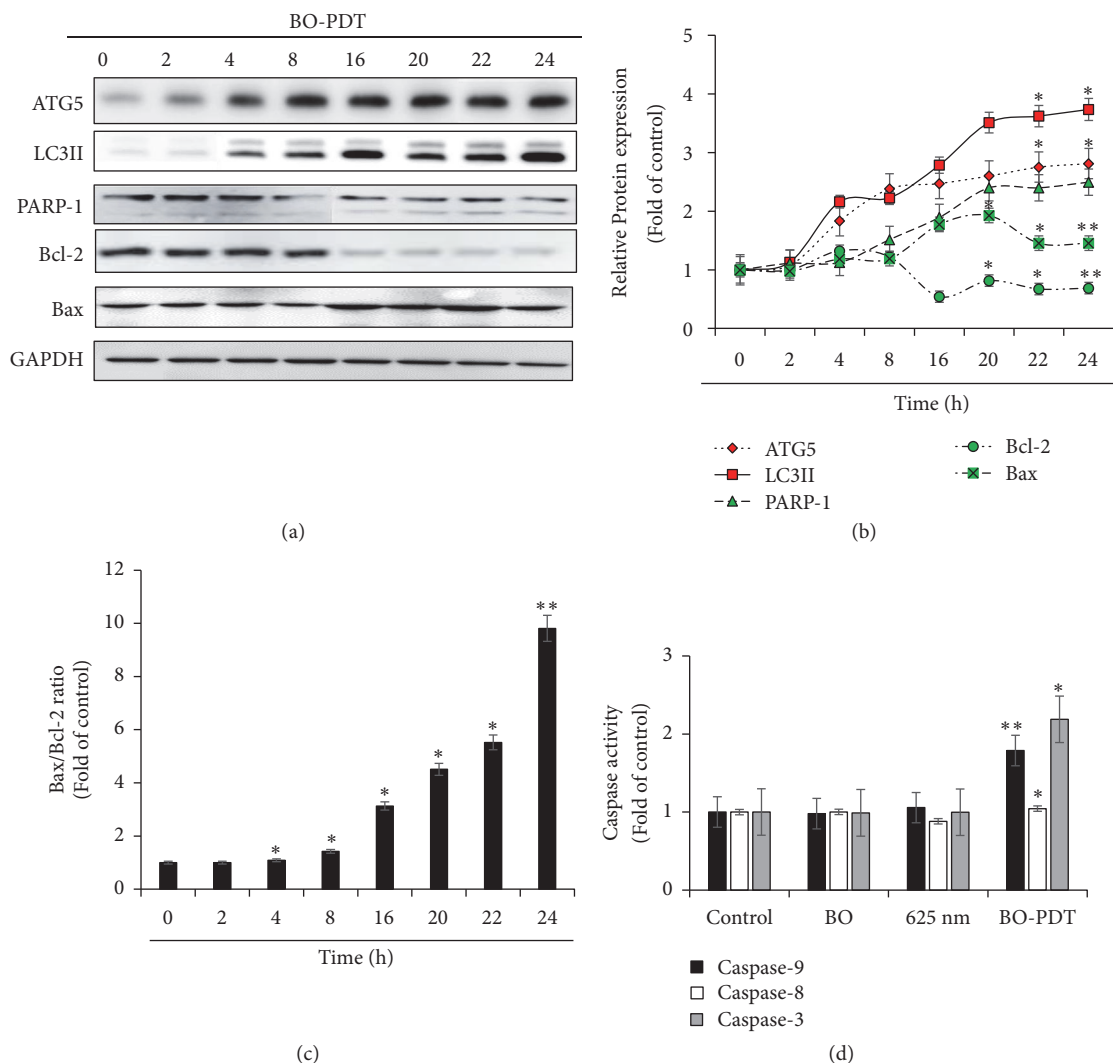 BO-PDT
0 2 4 8 16 20 22 24
ATG5
LC3II
PARP-1
Bcl-2
Bax
GAPDH
(a)
Relative Protein expression
(Fold of control)
5
4
3
2
1
0
* *
* *
*
* **
* * **
0 2 4 8 16 20 22 24
Time (h)
ATG5
LC3II
PARP-1
Bcl-2
Bax
(b)
Bax/Bcl-2 ratio
(Fold of control)
12
10
8
6
4
2
0
* * * * * **
0 2 4 8 16 20 22 24
Time (h)
(c)
Caspase activity
(Fold of control)
3
2
1
0
** * *
Control BO 625 nm BO-PDT
Caspase-9
Caspase-8
Caspase-3
(d)